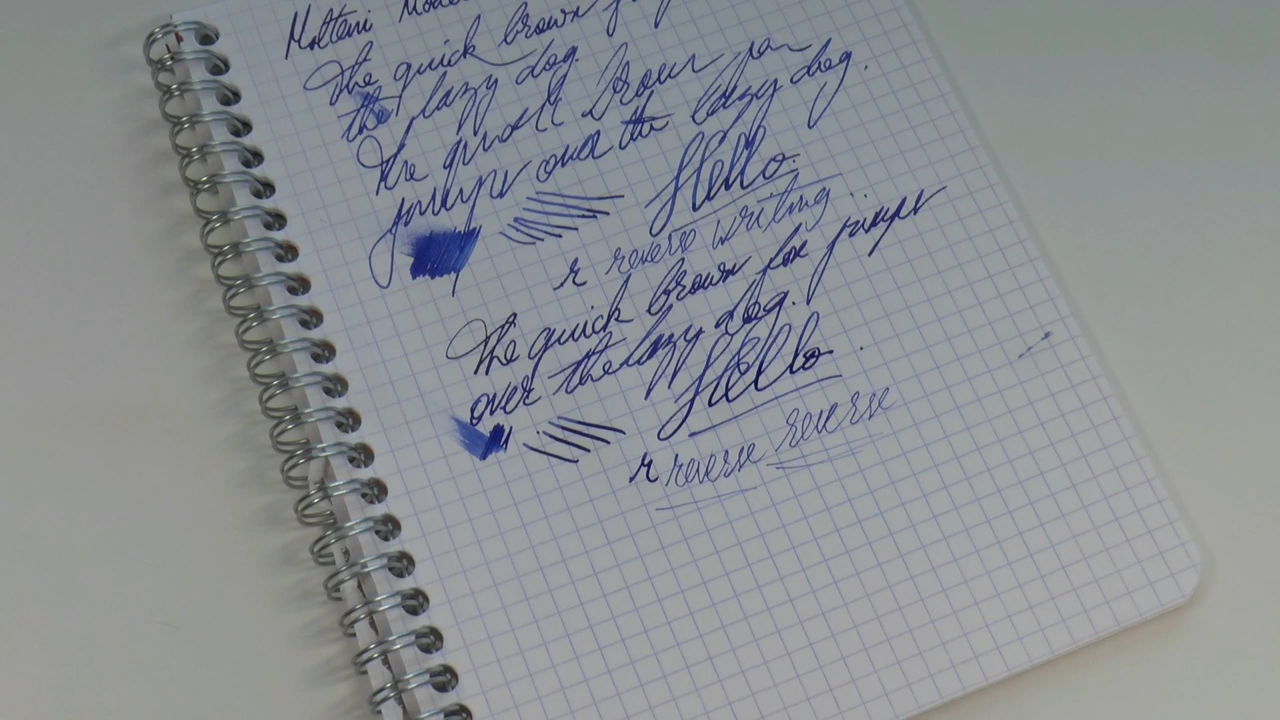 Molteni
The quick brown
the lazy dog.
The quick brown
jumps over the lazy dog.
Hello.
r reverse writing
The quick brown fox jumps
over the lazy dog.
Hello
r reverse reverse